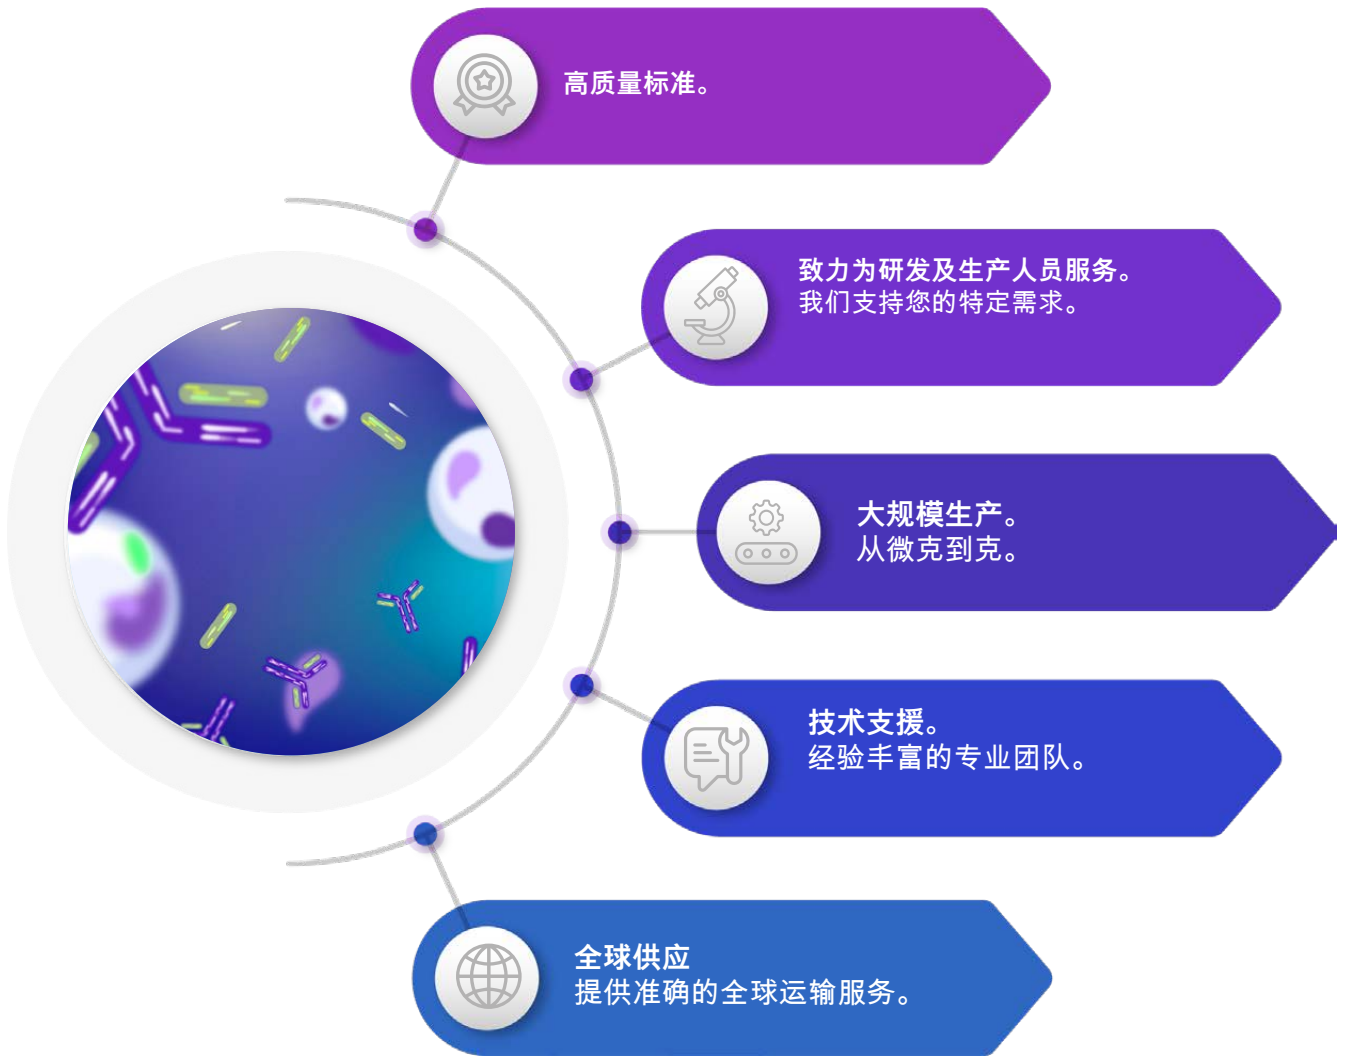 高质量标准。
致力为研发及生产人员服务。
我们支持您的特定需求。
大规模生产。
从微克到克。
技术支援。
经验丰富的专业团队。
全球供应
提供准确的全球运输服务。